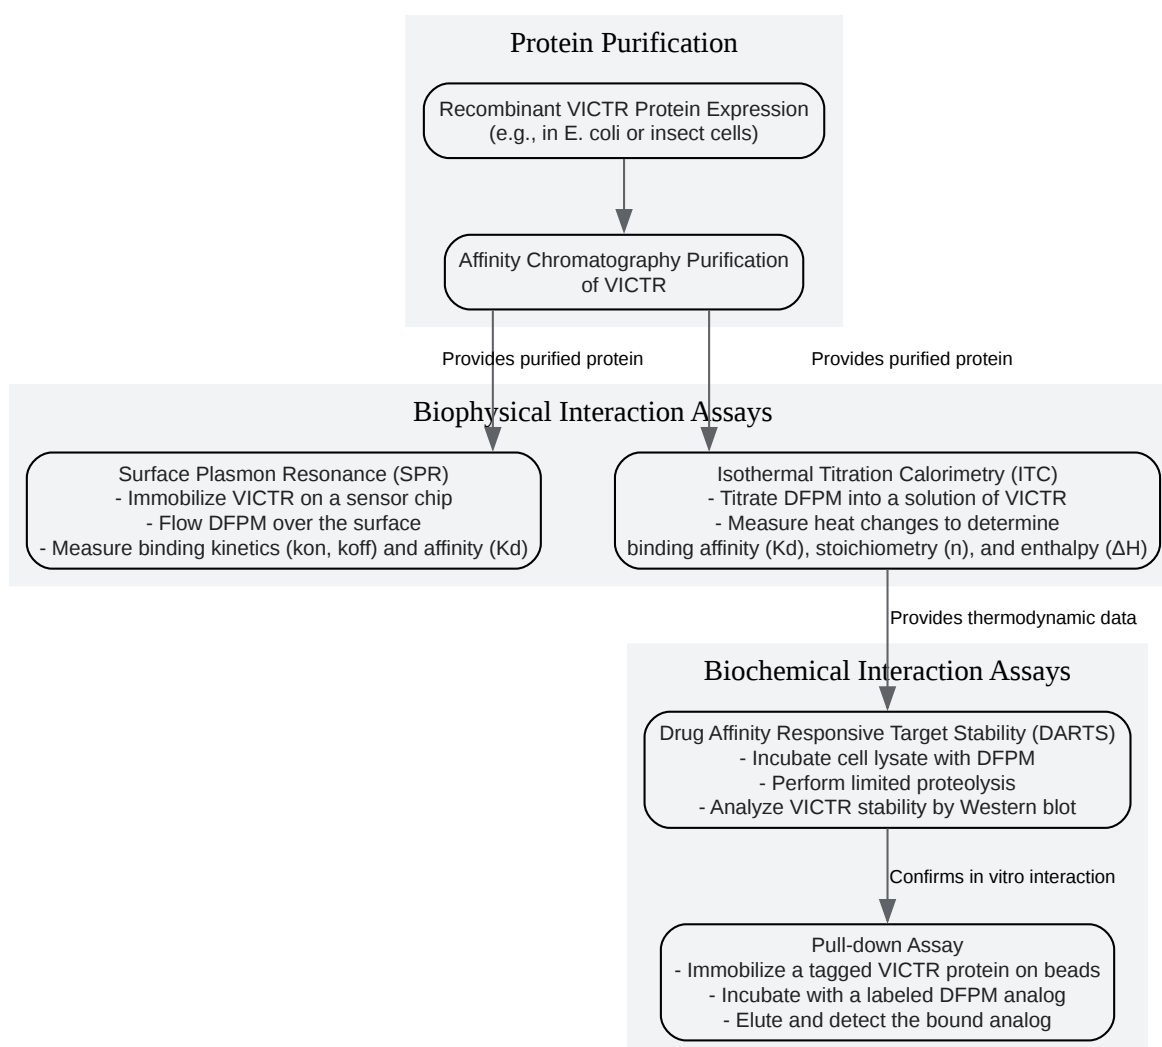 Protein Purification
Recombinant VICTR Protein Expression
(e.g., in E. coli or insect cells)
Affinity Chromatography Purification
of VICTR
Provides purified protein
Provides purified protein
Biophysical Interaction Assays
Surface Plasmon Resonance (SPR)
- Immobilize VICTR on a sensor chip
- Flow DFPM over the surface
- Measure binding kinetics (kon, koff) and affinity (Kd)
Isothermal Titration Calorimetry (ITC)
- Titrate DFPM into a solution of VICTR
- Measure heat changes to determine
binding affinity (Kd), stoichiometry (n), and enthalpy (ΔH)
Provides thermodynamic data
Biochemical Interaction Assays
Drug Affinity Responsive Target Stability (DARTS)
- Incubate cell lysate with DFPM
- Perform limited proteolysis
- Analyze VICTR stability by Western blot
Confirms in vitro interaction
Pull-down Assay
- Immobilize a tagged VICTR protein on beads
- Incubate with a labeled DFPM analog
- Elute and detect the bound analog